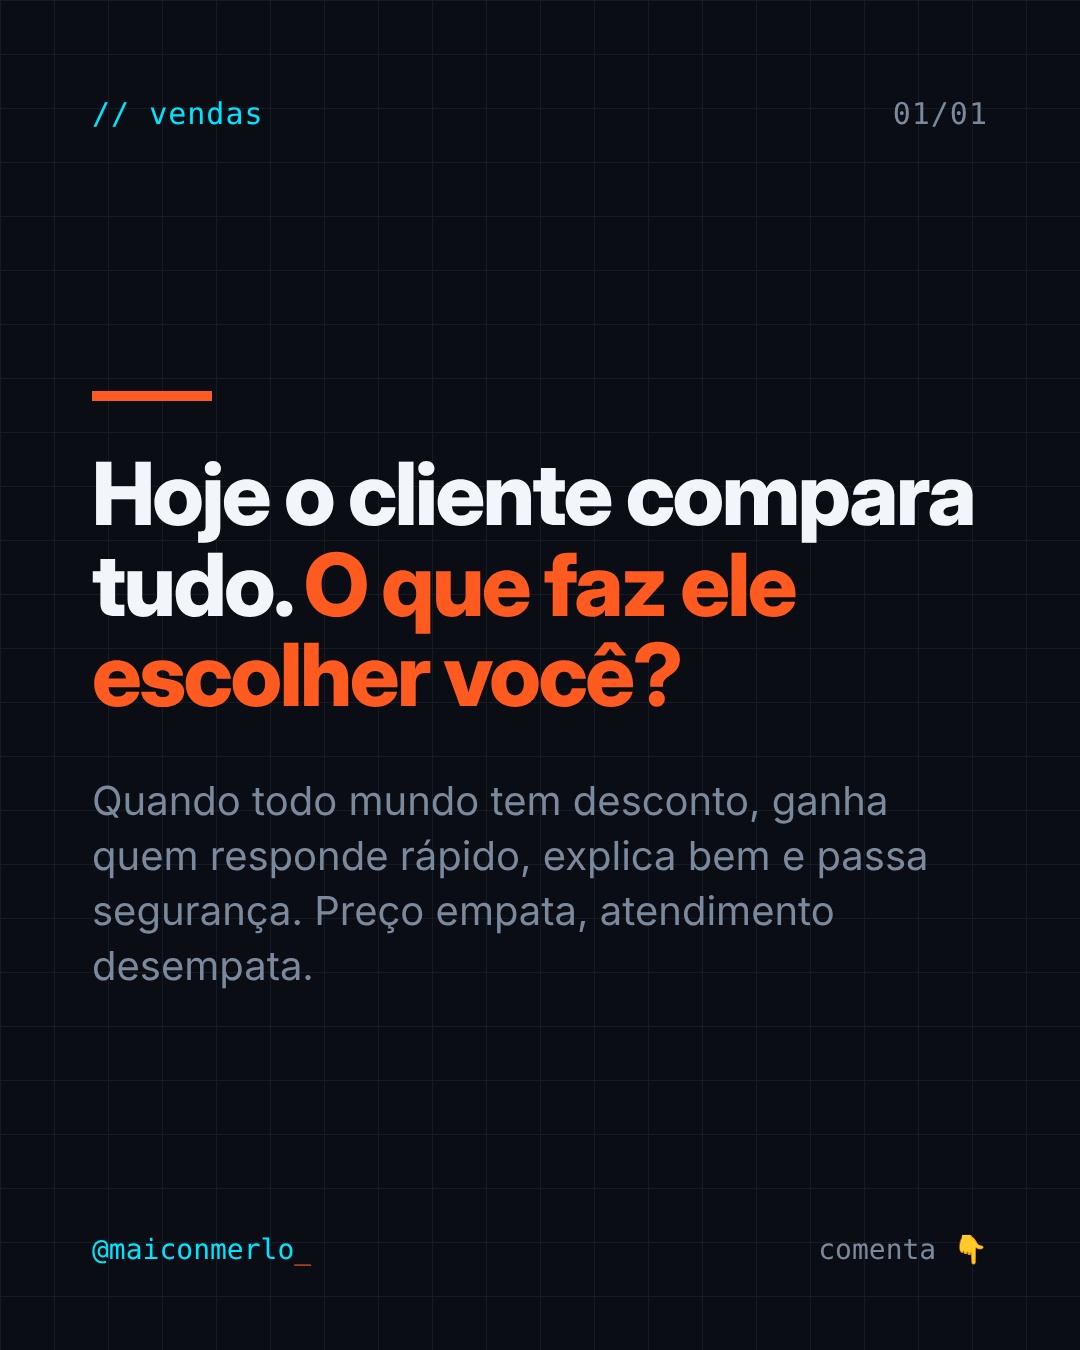 // vendas
01/01
Hoje o cliente compara
tudo. O que faz ele
escolher você?
Quando todo mundo tem desconto, ganha
quem responde rápido, explica bem e passa
segurança. Preço empata, atendimento
desempata.
@maiconmerlo_
comenta 👇